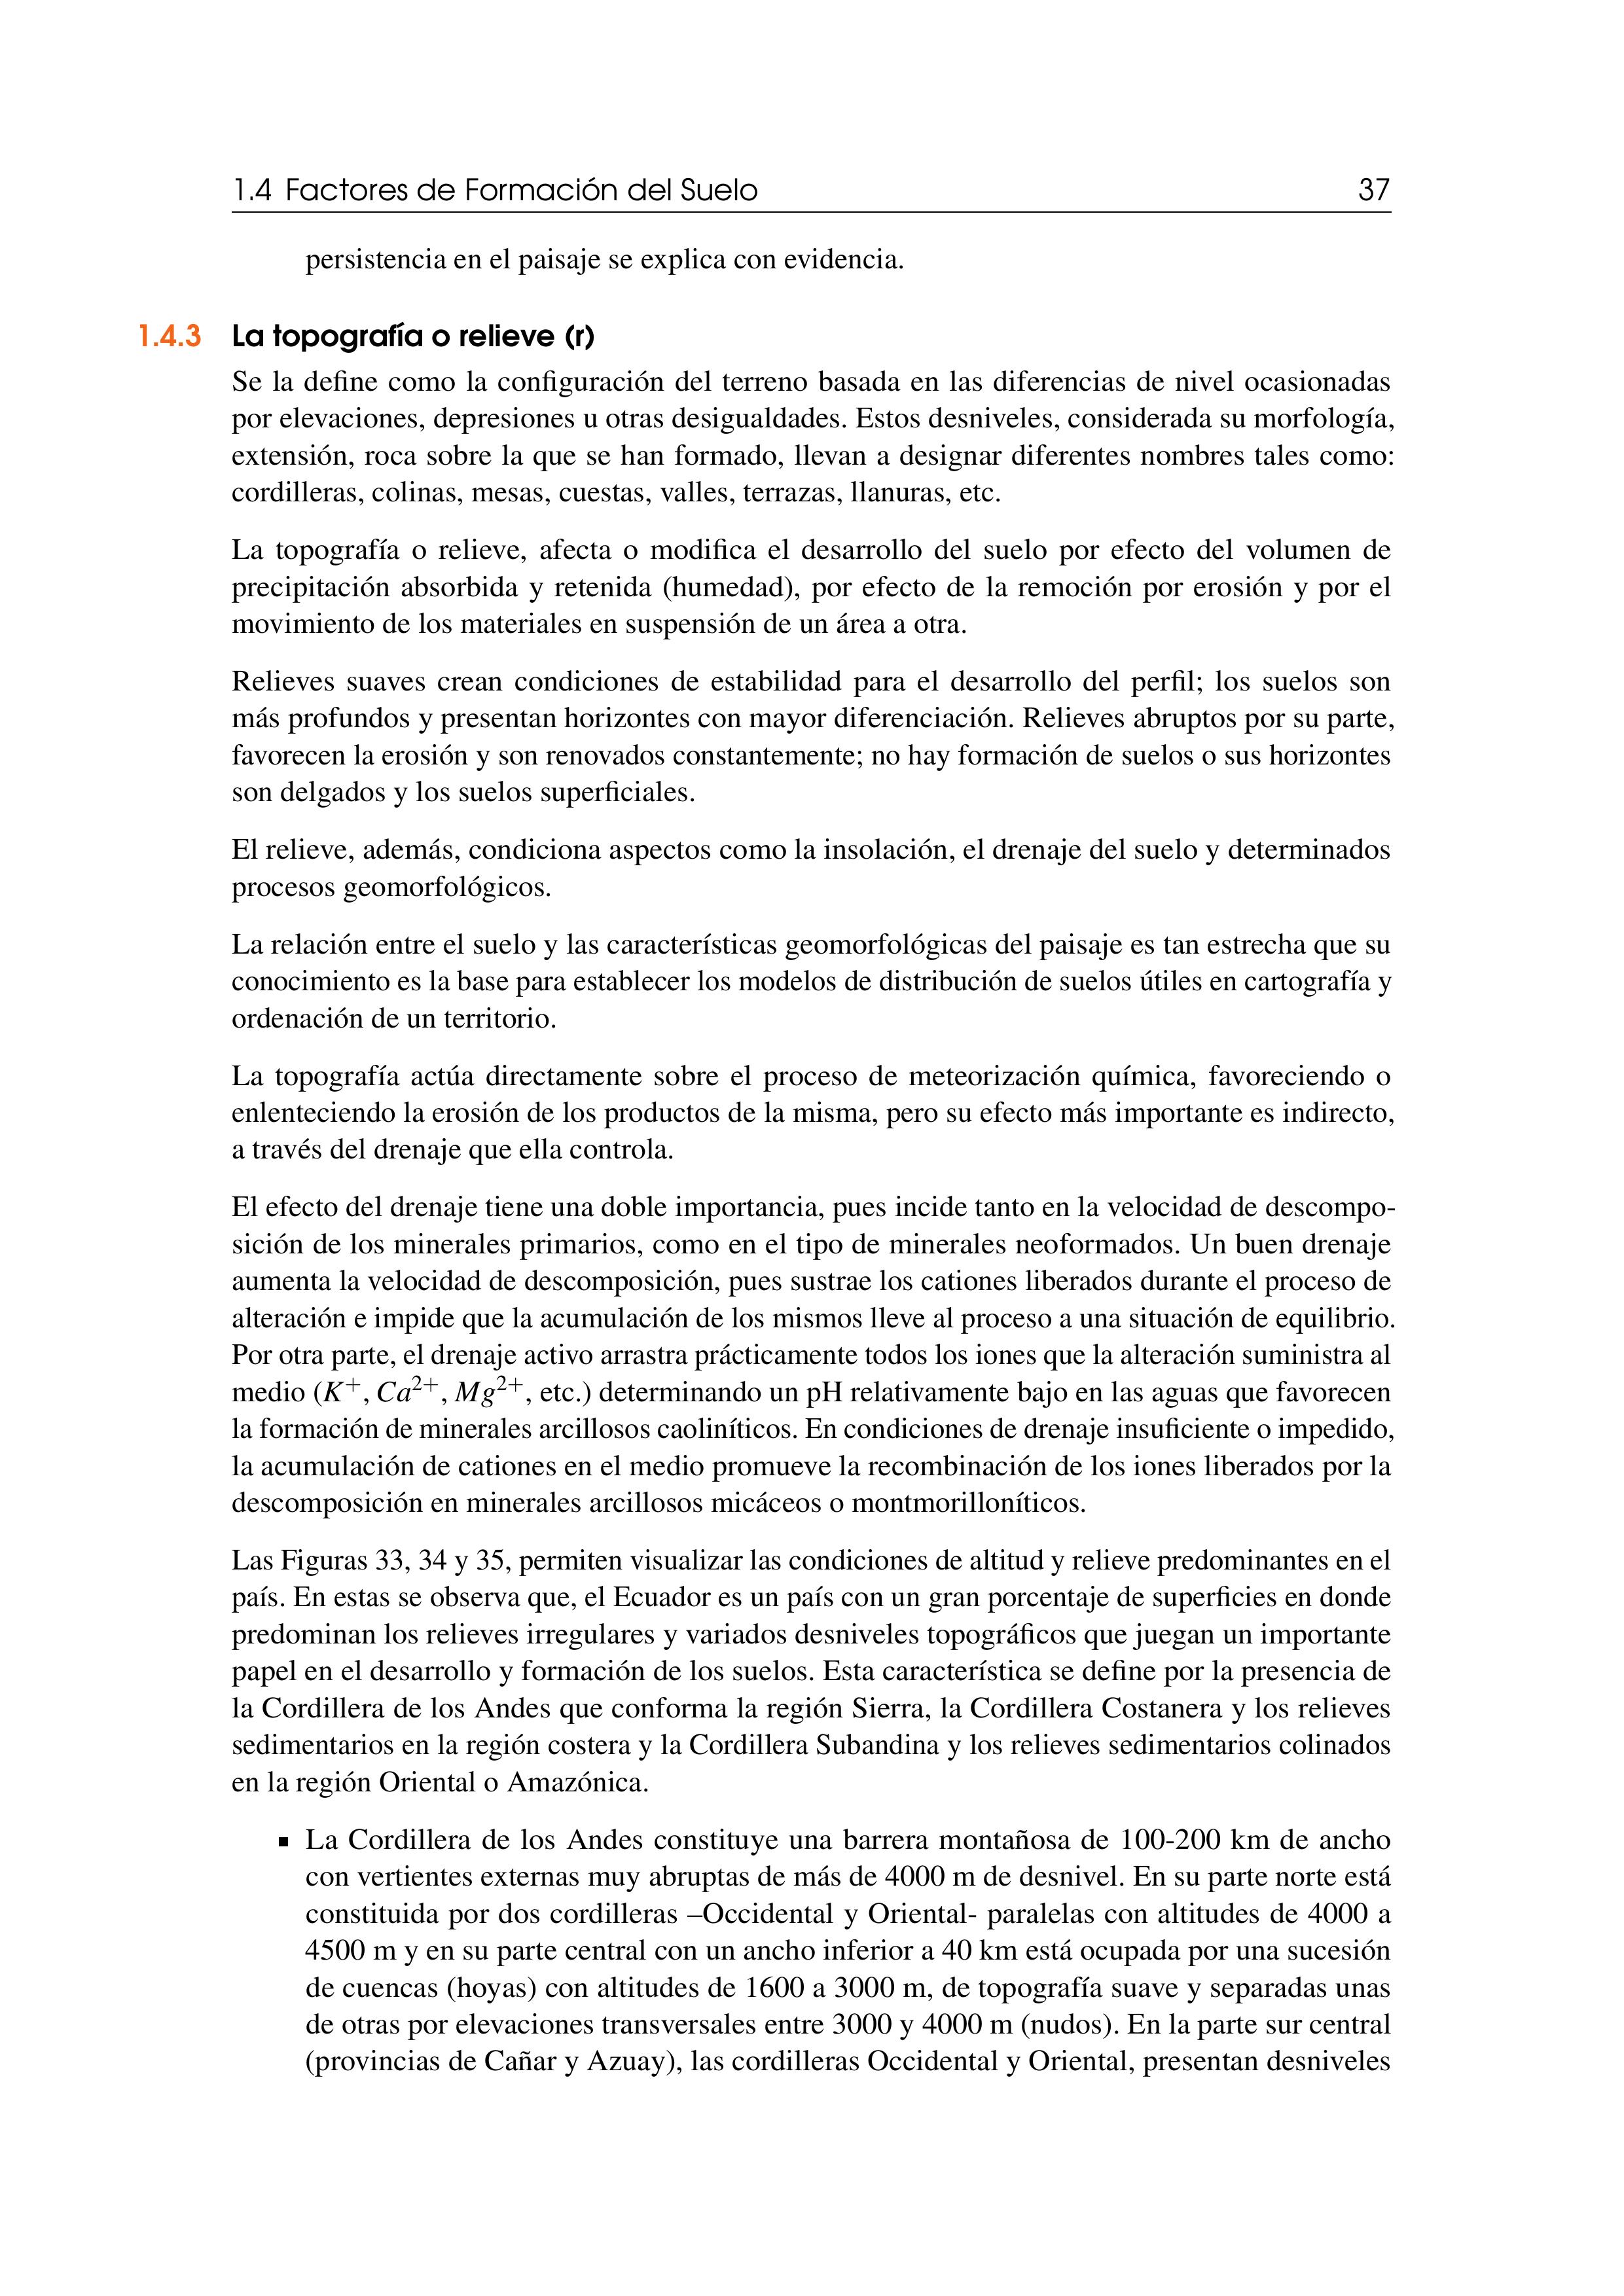 1.4 Factores de Formación del Suelo 37
persistencia en el paisaje se explica con evidencia.
1.4.3 La topografía o relieve (r)
Se la define como la configuración del terreno basada en las diferencias de nivel ocasionadas
por elevaciones, depresiones u otras desigualdades. Estos desniveles, considerada su morfología,
extensión, roca sobre la que se han formado, llevan a designar diferentes nombres tales como:
cordilleras, colinas, mesas, cuestas, valles, terrazas, llanuras, etc.
La topografía o relieve, afecta o modifica el desarrollo del suelo por efecto del volumen de
precipitación absorbida y retenida (humedad), por efecto de la remoción por erosión y por el
movimiento de los materiales en suspensión de un área a otra.
Relieves suaves crean condiciones de estabilidad para el desarrollo del perfil; los suelos son
más profundos y presentan horizontes con mayor diferenciación. Relieves abruptos por su parte,
favorecen la erosión y son renovados constantemente; no hay formación de suelos o sus horizontes
son delgados y los suelos superficiales.
El relieve, además, condiciona aspectos como la insolación, el drenaje del suelo y determinados
procesos geomorfológicos.
La relación entre el suelo y las características geomorfológicas del paisaje es tan estrecha que su
conocimiento es la base para establecer los modelos de distribución de suelos útiles en cartografía y
ordenación de un territorio.
La topografía actúa directamente sobre el proceso de meteorización química, favoreciendo o
enlenteciendo la erosión de los productos de la misma, pero su efecto más importante es indirecto,
a través del drenaje que ella controla.
El efecto del drenaje tiene una doble importancia, pues incide tanto en la velocidad de descompo-
sición de los minerales primarios, como en el tipo de minerales neoformados. Un buen drenaje
aumenta la velocidad de descomposición, pues sustrae los cationes liberados durante el proceso de
alteración e impide que la acumulación de los mismos lleve al proceso a una situación de equilibrio.
Por otra parte, el drenaje activo arrastra prácticamente todos los iones que la alteración suministra al
medio (K⁺, Ca²⁺, Mg²⁺, etc.) determinando un pH relativamente bajo en las aguas que favorecen
la formación de minerales arcillosos caoliníticos. En condiciones de drenaje insuficiente o impedido,
la acumulación de cationes en el medio promueve la recombinación de los iones liberados por la
descomposición en minerales arcillosos micáceos o montmorilloníticos.
Las Figuras 33, 34 y 35, permiten visualizar las condiciones de altitud y relieve predominantes en el
país. En estas se observa que, el Ecuador es un país con un gran porcentaje de superficies en donde
predominan los relieves irregulares y variados desniveles topográficos que juegan un importante
papel en el desarrollo y formación de los suelos. Esta característica se define por la presencia de
la Cordillera de los Andes que conforma la región Sierra, la Cordillera Costanera y los relieves
sedimentarios en la región costera y la Cordillera Subandina y los relieves sedimentarios colinados
en la región Oriental o Amazónica.
▪ La Cordillera de los Andes constituye una barrera montañosa de 100-200 km de ancho
con vertientes externas muy abruptas de más de 4000 m de desnivel. En su parte norte está
constituida por dos cordilleras –Occidental y Oriental- paralelas con altitudes de 4000 a
4500 m y en su parte central con un ancho inferior a 40 km está ocupada por una sucesión
de cuencas (hoyas) con altitudes de 1600 a 3000 m, de topografía suave y separadas unas
de otras por elevaciones transversales entre 3000 y 4000 m (nudos). En la parte sur central
(provincias de Cañar y Azuay), las cordilleras Occidental y Oriental, presentan desniveles